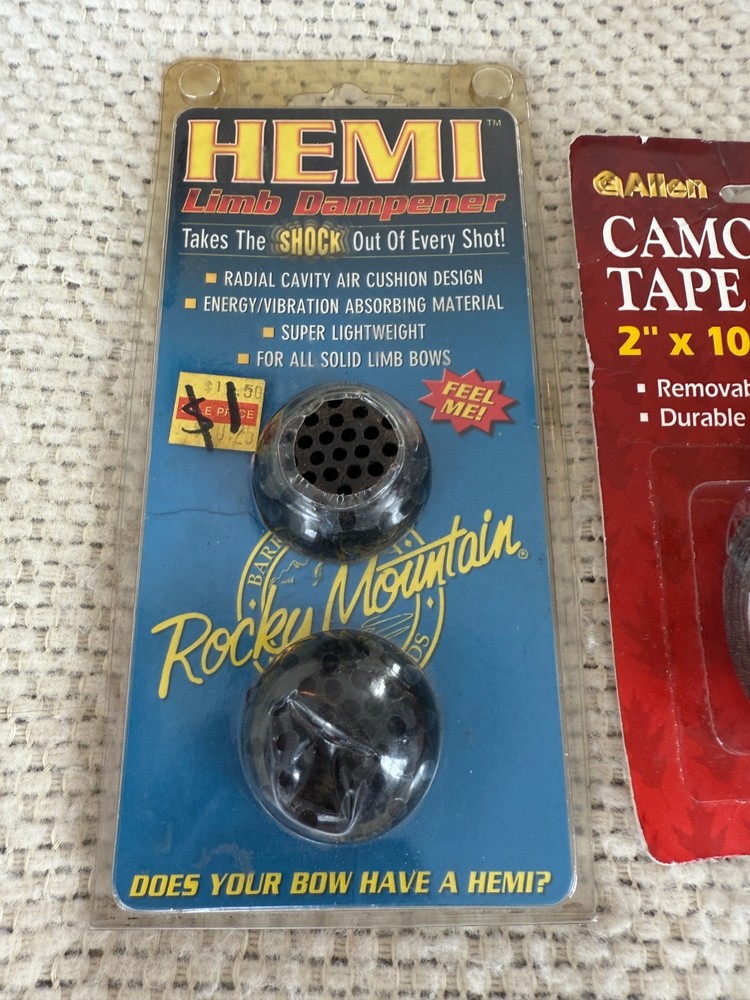 HEMI™
Limb Dampener
Takes The SHOCK Out Of Every Shot!
▪ RADIAL CAVITY AIR CUSHION DESIGN
▪ ENERGY/VIBRATION ABSORBING MATERIAL
▪ SUPER LIGHTWEIGHT
▪ FOR ALL SOLID LIMB BOWS
FEEL
ME!
$1
Rocky Mountain®
DOES YOUR BOW HAVE A HEMI?
Allen
CAMO
TAPE
2" x 10
▪ Removab
▪ Durable